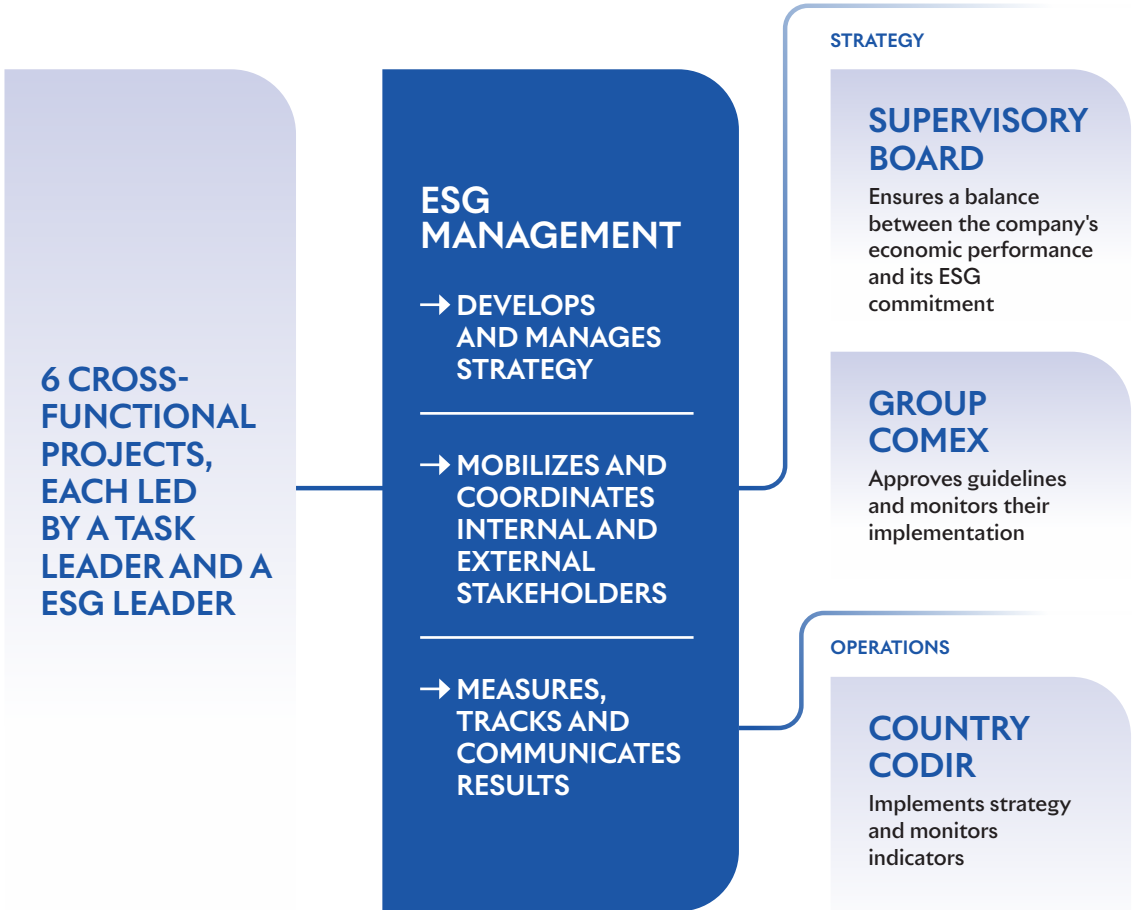 6 CROSS-
FUNCTIONAL
PROJECTS,
EACH LED
BY A TASK
LEADER AND A
ESG LEADER
ESG
MANAGEMENT
→ DEVELOPS
AND MANAGES
STRATEGY
→ MOBILIZES AND
COORDINATES
INTERNAL AND
EXTERNAL
STAKEHOLDERS
→ MEASURES,
TRACKS AND
COMMUNICATES
RESULTS
STRATEGY
SUPERVISORY
BOARD
Ensures a balance
between the company's
economic performance
and its ESG
commitment
GROUP
COMEX
Approves guidelines
and monitors their
implementation
OPERATIONS
COUNTRY
CODIR
Implements strategy
and monitors
indicators